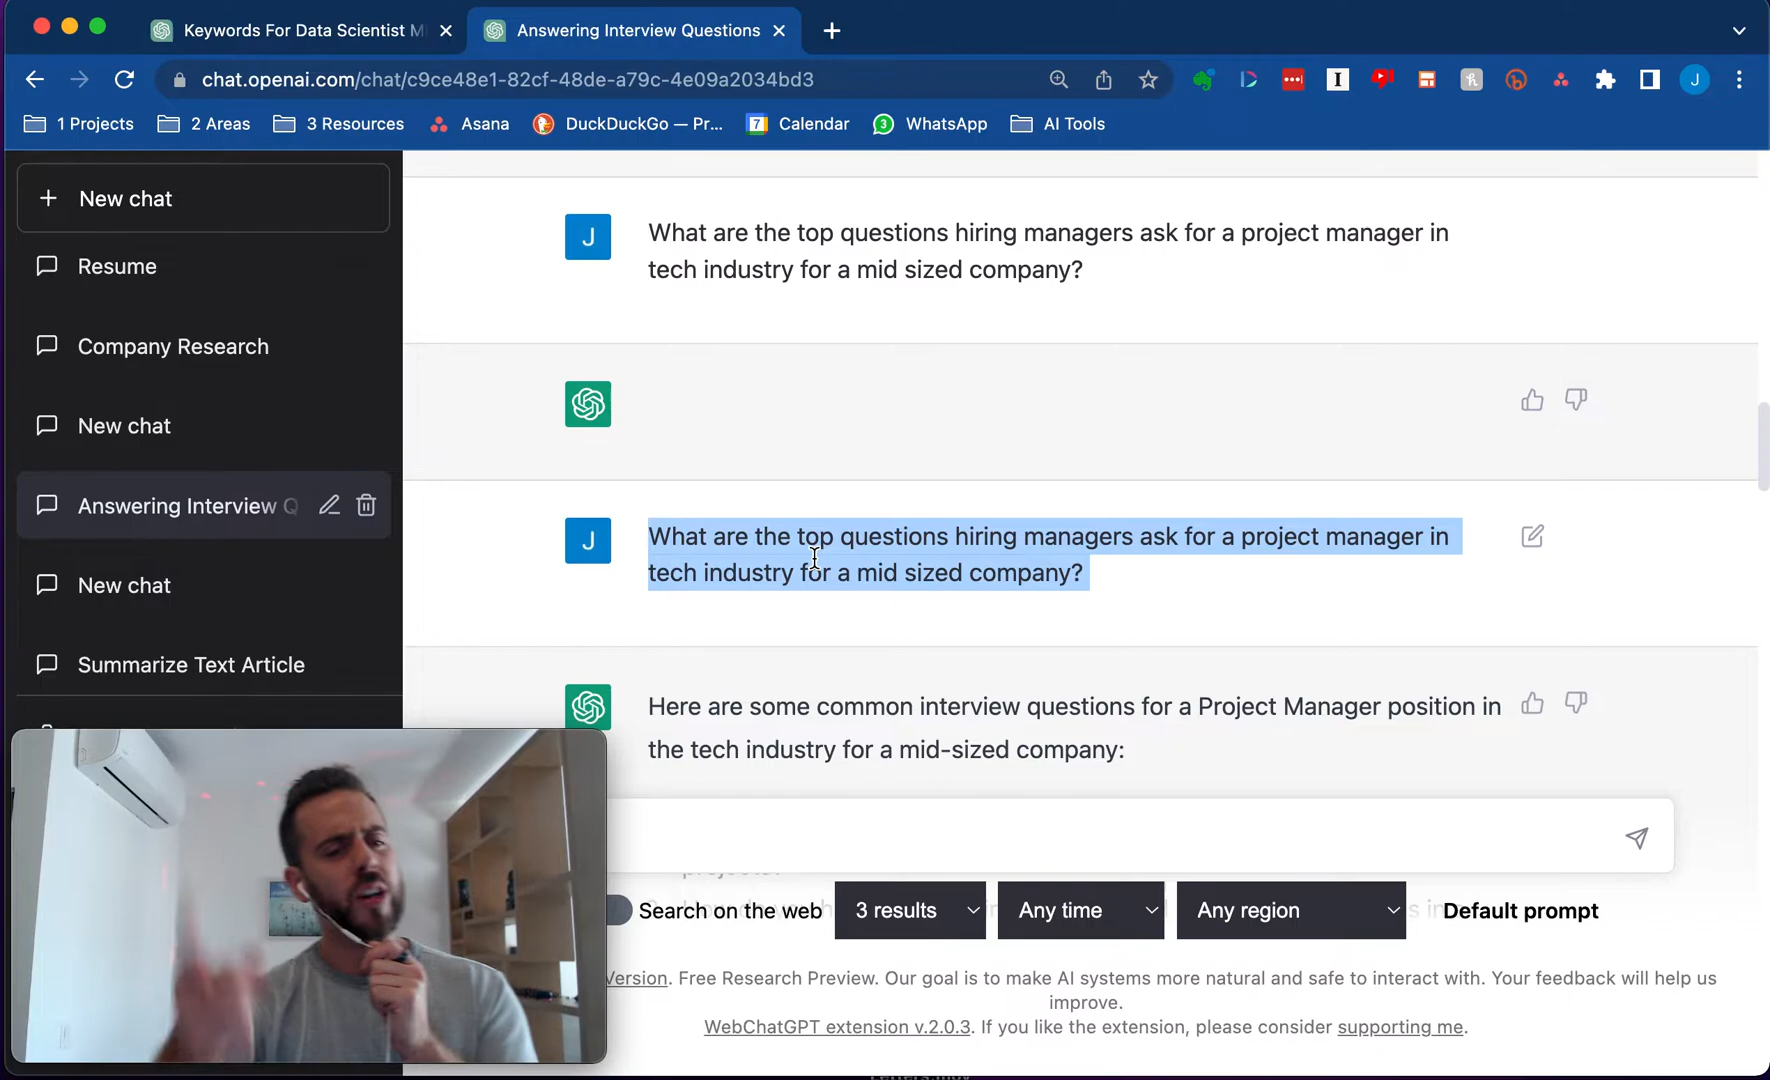 Keywords For Data Scientist M
Answering Interview Questions
chat.openai.com/chat/c9ce48e1-82cf-48de-a79c-4e09a2034bd3
J
1 Projects
2 Areas
3 Resources
Asana
DuckDuckGo — Pr...
7
Calendar
3
WhatsApp
AI Tools
New chat
Resume
Company Research
New chat
Answering Interview Q
New chat
Summarize Text Article
J
What are the top questions hiring managers ask for a project manager in
tech industry for a mid sized company?
J
What are the top questions hiring managers ask for a project manager in
tech industry for a mid sized company?
Here are some common interview questions for a Project Manager position in
the tech industry for a mid-sized company:
Search on the web
3 results
Any time
Any region
Default prompt
Version. Free Research Preview. Our goal is to make AI systems more natural and safe to interact with. Your feedback will help us
improve.
WebChatGPT extension v.2.0.3. If you like the extension, please consider supporting me.